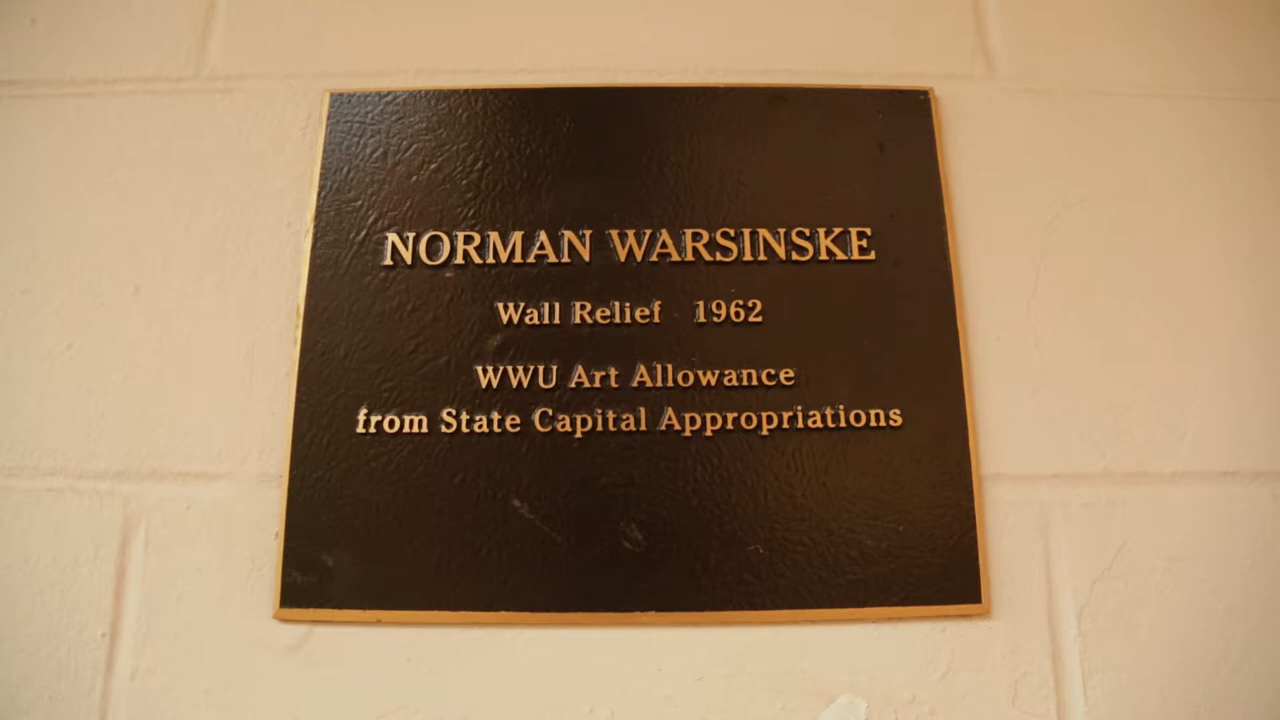 NORMAN WARSINSKE
Wall Relief 1962
WWU Art Allowance
from State Capital Appropriations